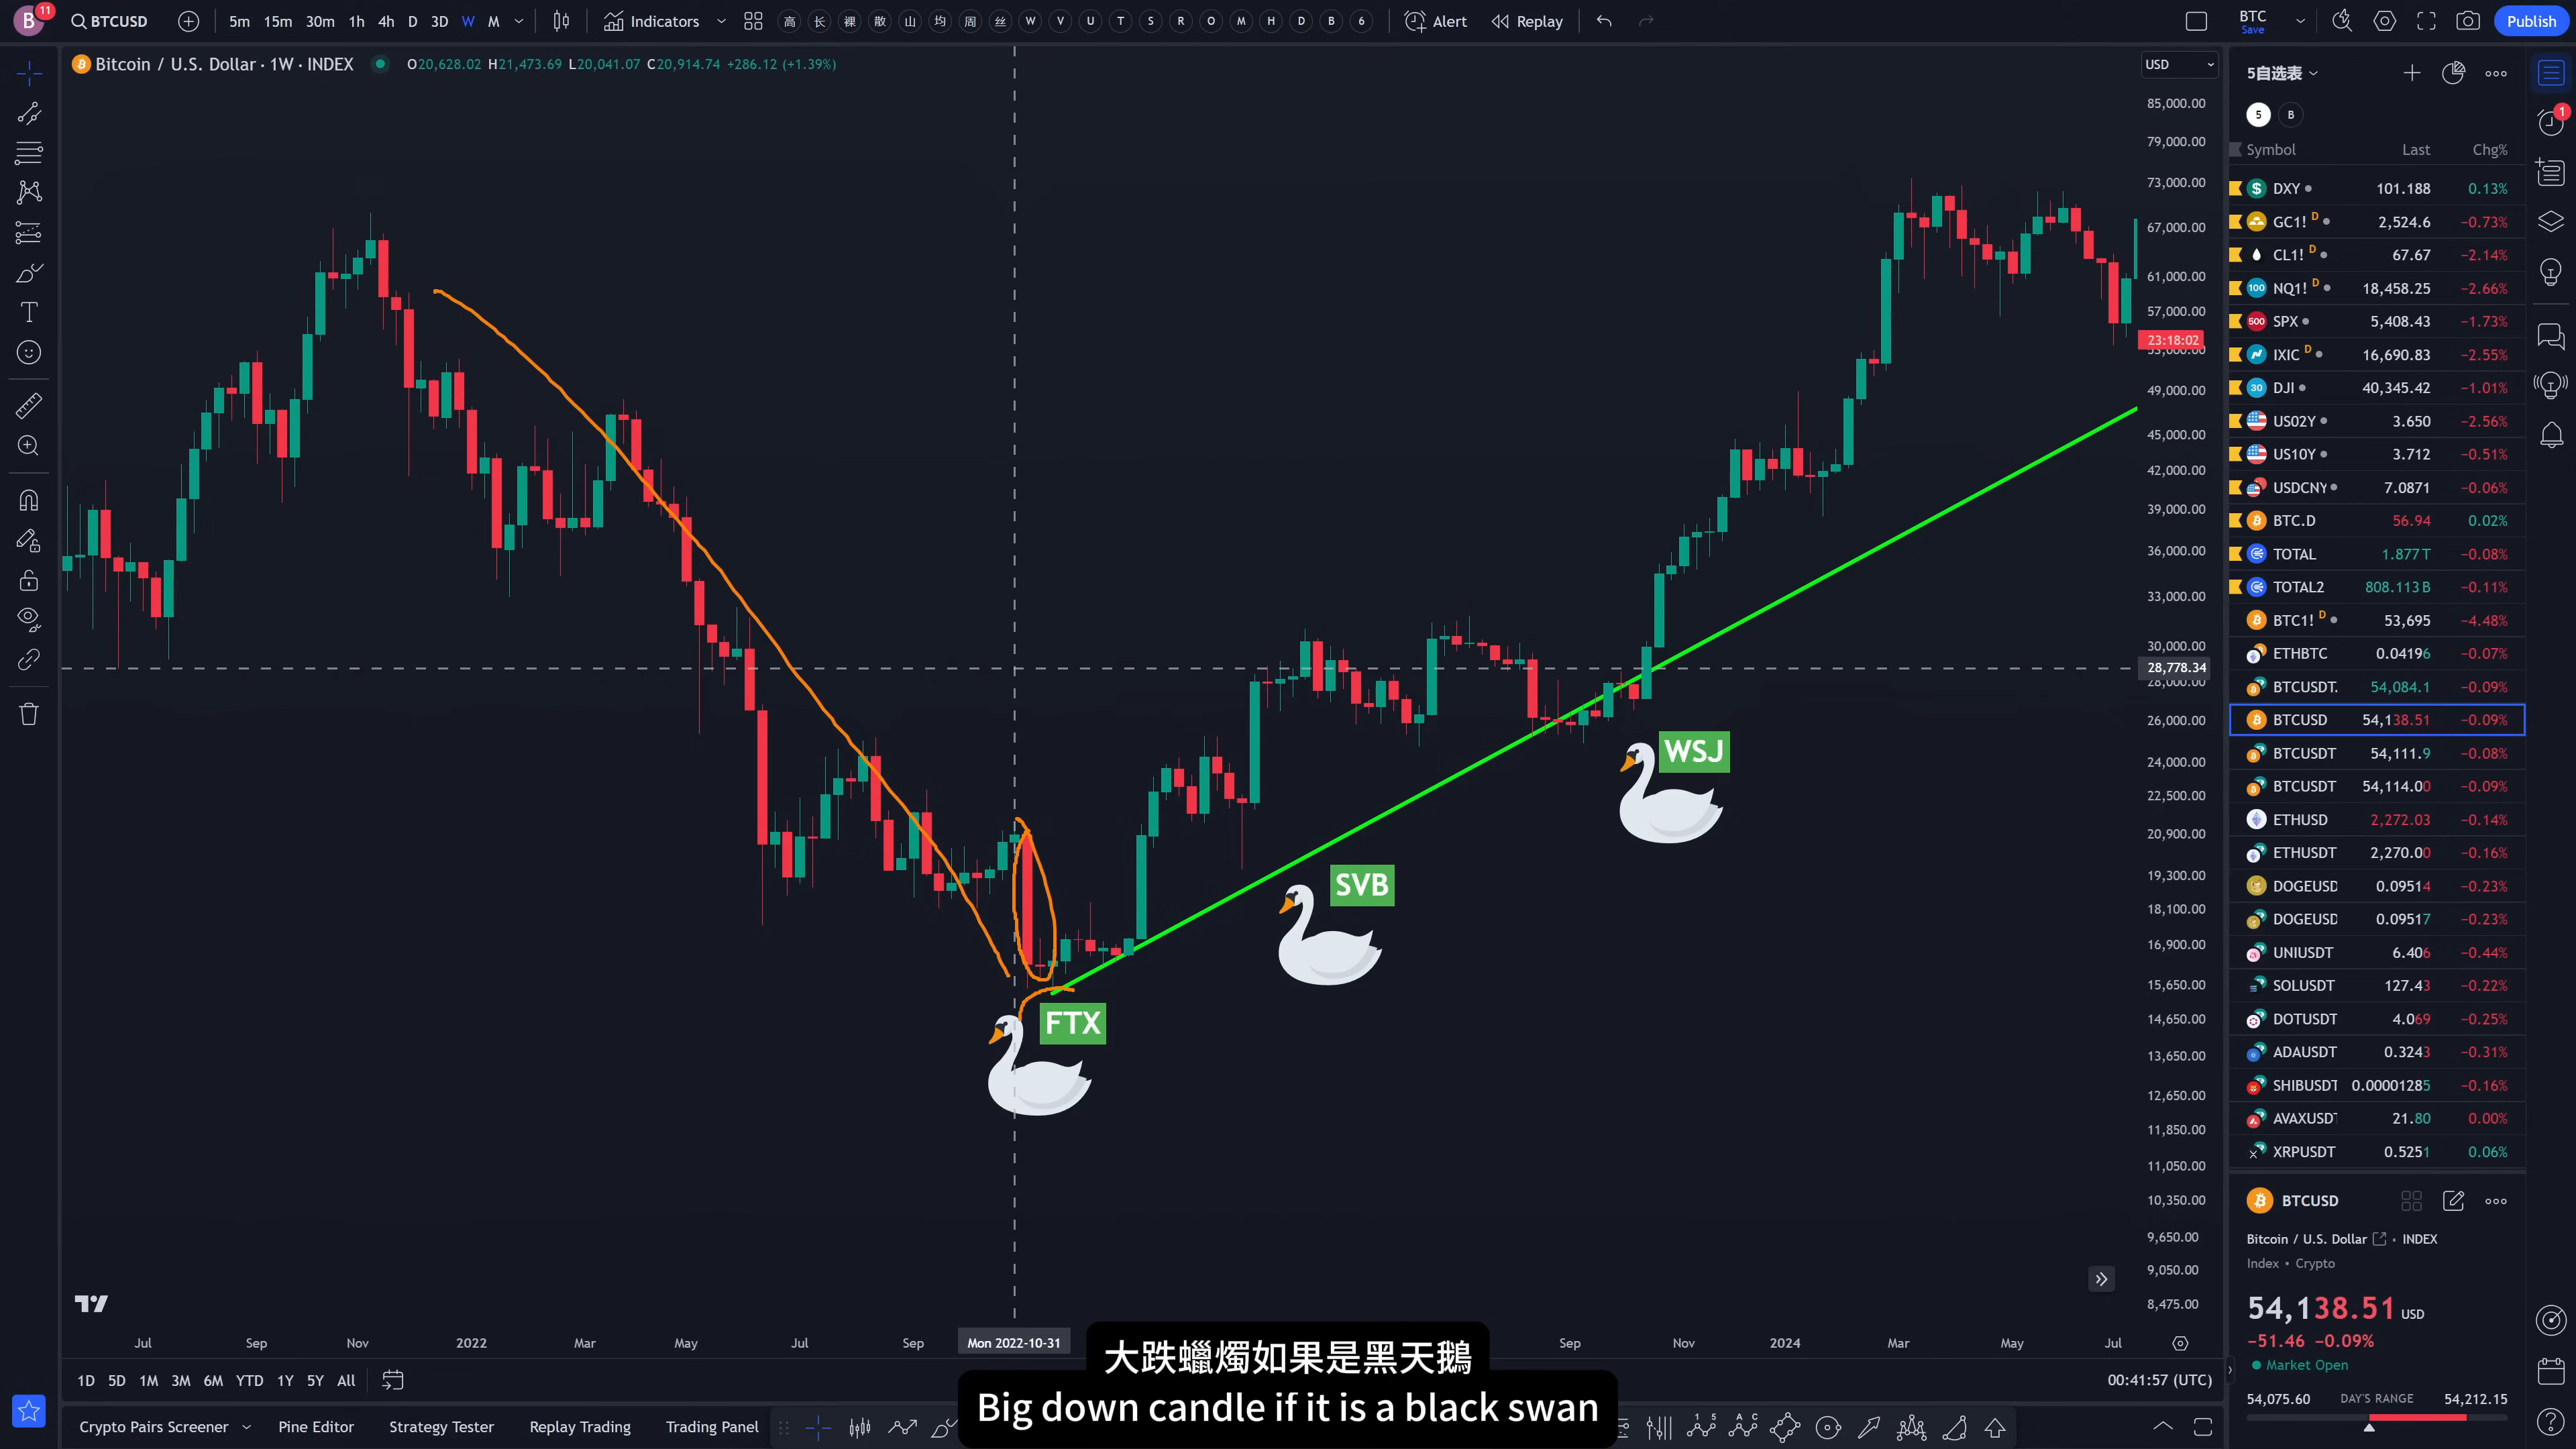 B 11 BTCUSD 5m 15m 30m 1h 4h D 3D W M Indicators 高 长 裸 散 山 均 周 丝 W V U T S R O M H D B 6 Alert Replay BTC Save Publish
Bitcoin / U.S. Dollar · 1W · INDEX O20,628.02 H21,473.69 L20,041.07 C20,914.74 +286.12 (+1.39%)
USD
85,000.00
79,000.00
73,000.00
67,000.00
61,000.00
57,000.00
23:18:02
53,000.00
49,000.00
45,000.00
42,000.00
39,000.00
36,000.00
33,000.00
30,000.00
28,778.34
28,000.00
26,000.00
24,000.00
22,500.00
20,900.00
19,300.00
18,100.00
16,900.00
15,650.00
14,650.00
13,650.00
12,650.00
11,850.00
11,050.00
10,350.00
9,650.00
9,050.00
8,475.00
WSJ
SVB
FTX
Jul Sep Nov 2022 Mar May Jul Sep Mon 2022-10-31 Sep Nov 2024 Mar May Jul
1D 5D 1M 3M 6M YTD 1Y 5Y All
00:41:57 (UTC)
大跌蠟燭如果是黑天鵝
Big down candle if it is a black swan
Crypto Pairs Screener Pine Editor Strategy Tester Replay Trading Trading Panel
5自选表
5 B
Symbol Last Chg%
DXY 101.188 0.13%
GC1! D 2,524.6 −0.73%
CL1! D 67.67 −2.14%
NQ1! D 18,458.25 −2.66%
SPX 5,408.43 −1.73%
IXIC D 16,690.83 −2.55%
DJI 40,345.42 −1.01%
US02Y 3.650 −2.56%
US10Y 3.712 −0.51%
USDCNY 7.0871 −0.06%
BTC.D 56.94 0.02%
TOTAL 1.877T −0.08%
TOTAL2 808.113B −0.11%
BTC1! D 53,695 −4.48%
ETHBTC 0.04196 −0.07%
BTCUSDT. 54,084.1 −0.09%
BTCUSD 54,138.51 −0.09%
BTCUSDT 54,111.9 −0.08%
BTCUSDT 54,114.00 −0.09%
ETHUSD 2,272.03 −0.14%
ETHUSDT 2,270.00 −0.16%
DOGEUSD 0.09514 −0.23%
DOGEUSD 0.09517 −0.23%
UNIUSDT 6.406 −0.44%
SOLUSDT 127.43 −0.22%
DOTUSDT 4.069 −0.25%
ADAUSDT 0.3243 −0.31%
SHIBUSDT 0.00001285 −0.16%
AVAXUSDT 21.80 0.00%
XRPUSDT 0.5251 0.06%
BTCUSD
Bitcoin / U.S. Dollar • INDEX
Index • Crypto
54,138.51 USD
−51.46 −0.09%
Market Open
54,075.60 DAY'S RANGE 54,212.15
1